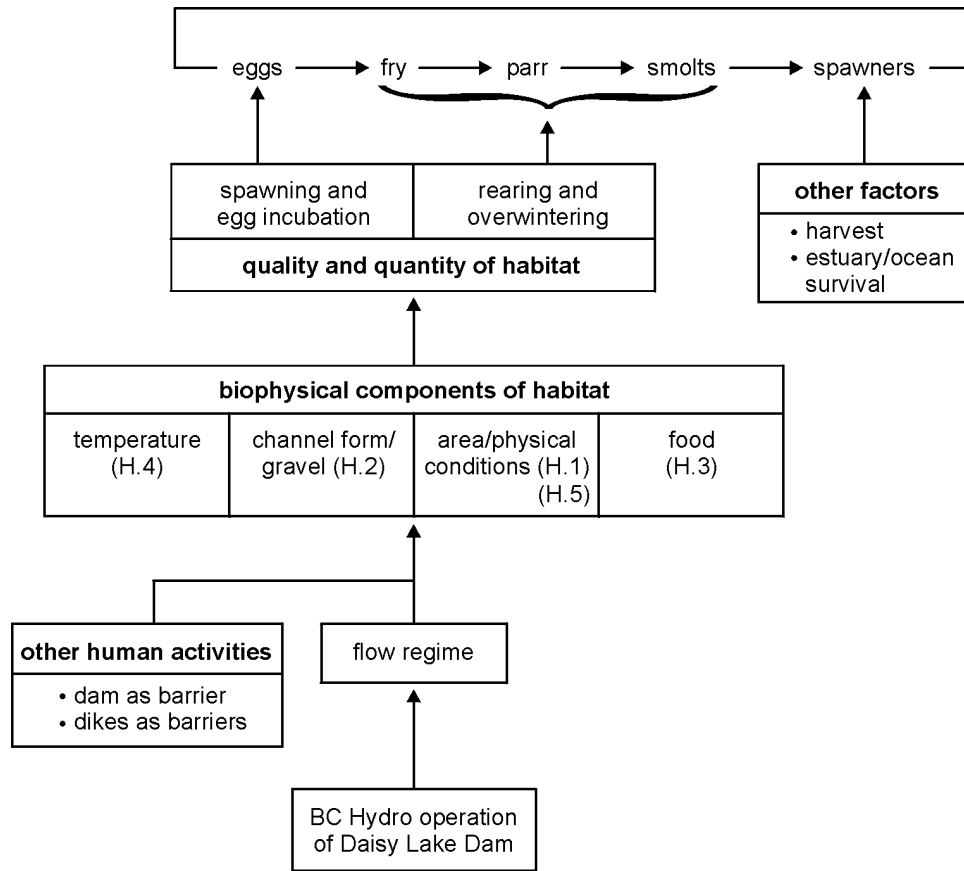 eggs fry parr smolts spawners
spawning and
egg incubation
rearing and
overwintering
quality and quantity of habitat
other factors
• harvest
• estuary/ocean
survival
biophysical components of habitat
temperature
(H.4)
channel form/
gravel (H.2)
area/physical
conditions (H.1)
(H.5)
food
(H.3)
other human activities
• dam as barrier
• dikes as barriers
flow regime
BC Hydro operation
of Daisy Lake Dam